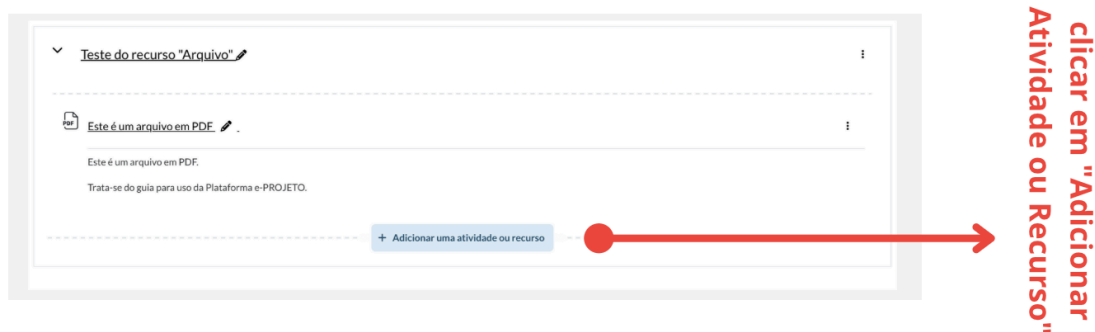 Teste do recurso "Arquivo"
PDF
Este é um arquivo em PDF
Este é um arquivo em PDF.
Trata-se do guia para uso da Plataforma e-PROJETO.
+ Adicionar uma atividade ou recurso
clicar em "Adicionar
Atividade ou Recurso"